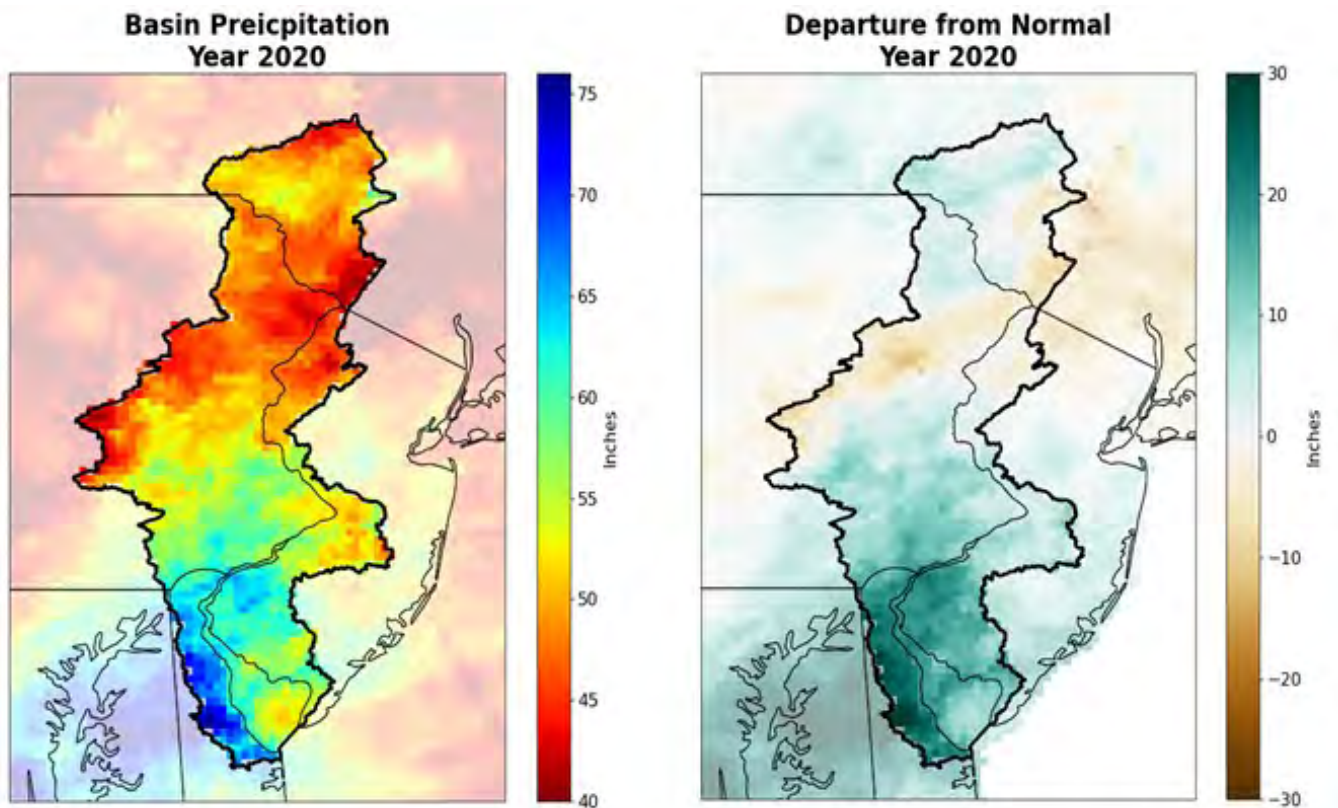 Basin Preicpitation
Year 2020
75
70
65
60
55
50
45
40
Inches
Departure from Normal
Year 2020
30
20
10
0
−10
−20
−30
Inches